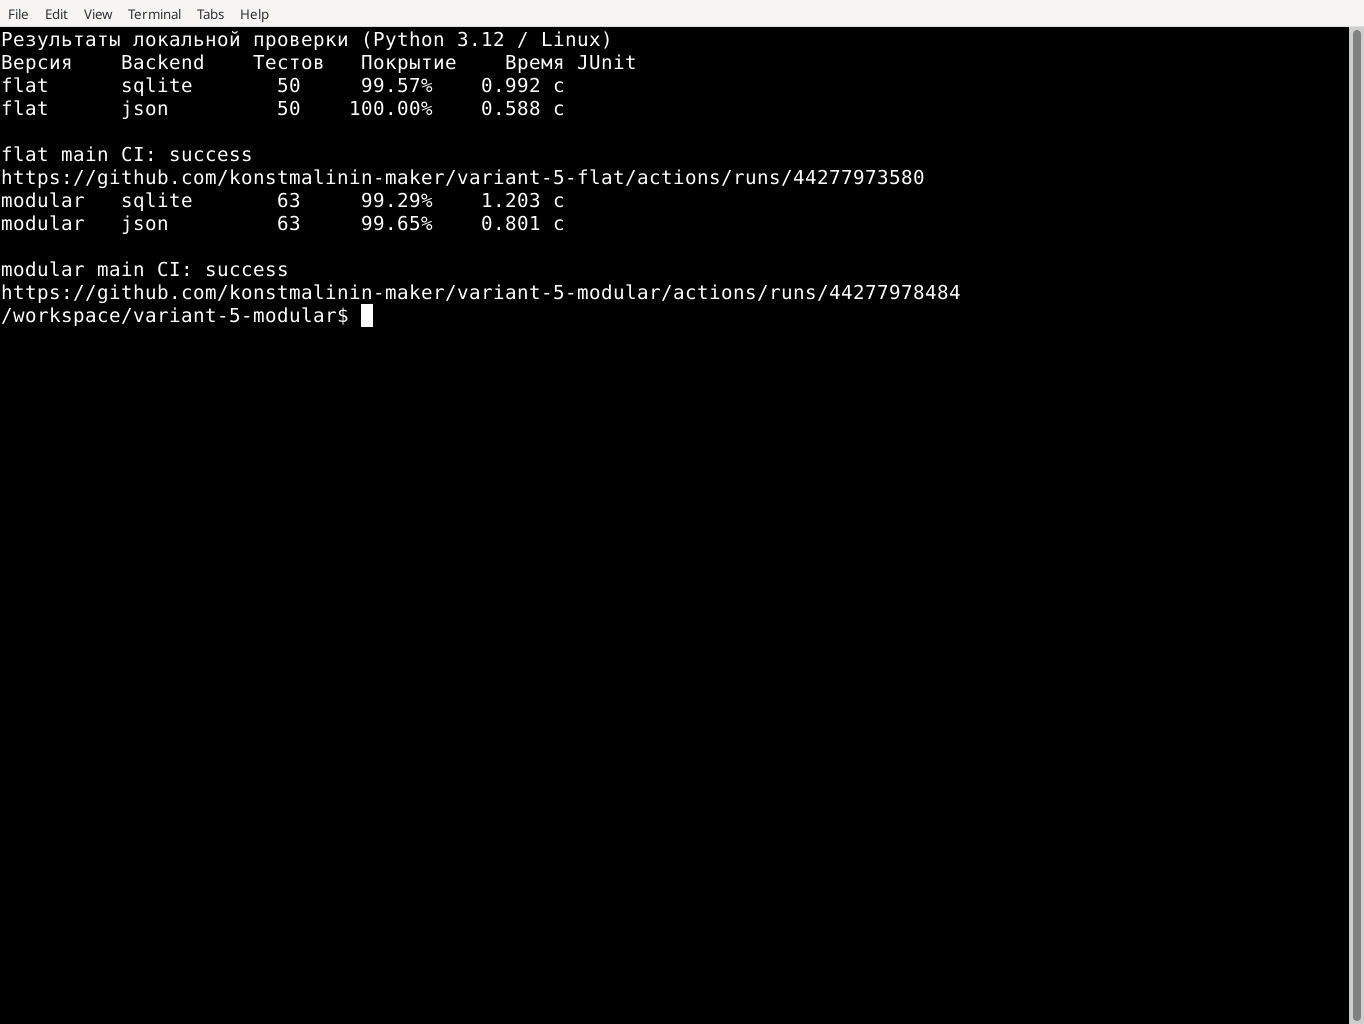 File Edit View Terminal Tabs Help
Результаты локальной проверки (Python 3.12 / Linux)
Версия    Backend    Тестов   Покрытие    Время JUnit
flat      sqlite       50     99.57%    0.992 с
flat      json         50    100.00%    0.588 с
flat main CI: success
https://github.com/konstmalinin-maker/variant-5-flat/actions/runs/44277973580
modular   sqlite       63     99.29%    1.203 с
modular   json         63     99.65%    0.801 с
modular main CI: success
https://github.com/konstmalinin-maker/variant-5-modular/actions/runs/44277978484
/workspace/variant-5-modular$